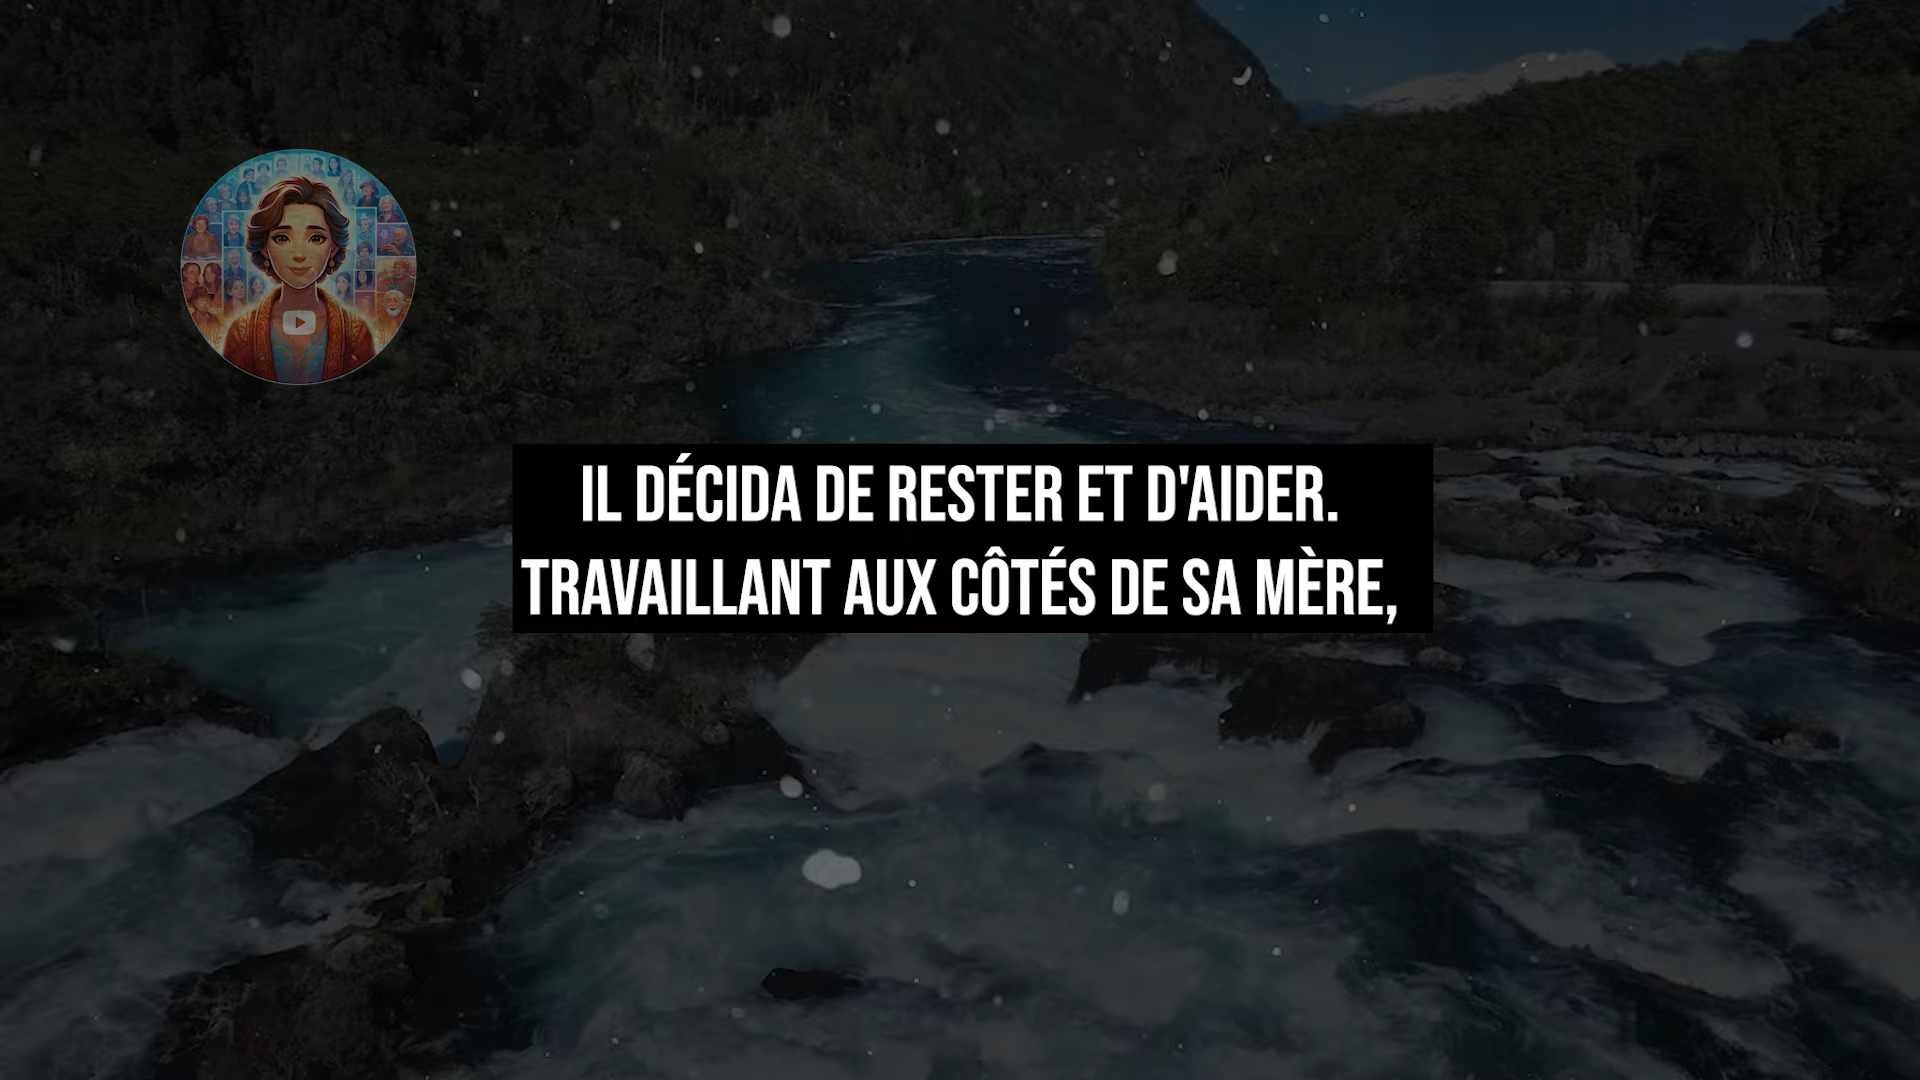 IL DÉCIDA DE RESTER ET D'AIDER.
TRAVAILLANT AUX CÔTÉS DE SA MÈRE,